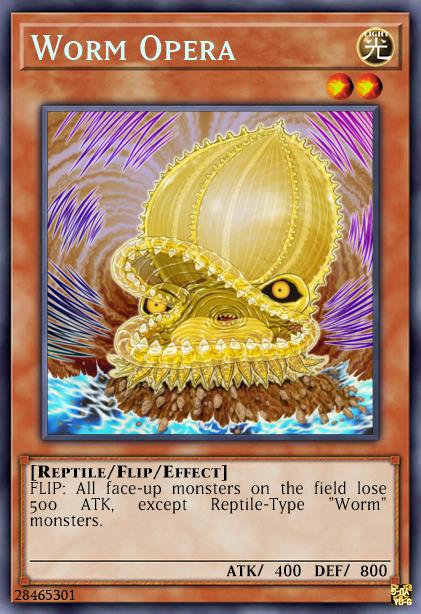 Worm Opera
LIGHT
光
[Reptile/Flip/Effect]
FLIP: All face-up monsters on the field lose
500 ATK, except Reptile-Type "Worm"
monsters.
ATK/ 400 DEF/ 800
28465301